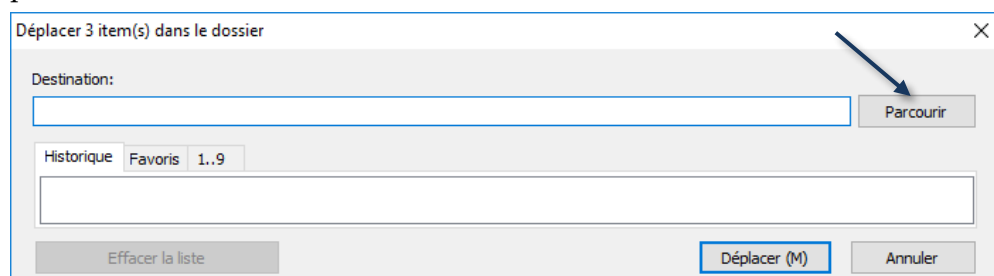 Déplacer 3 item(s) dans le dossier
Destination:
Parcourir
Historique Favoris 1..9
Effacer la liste Déplacer (M) Annuler